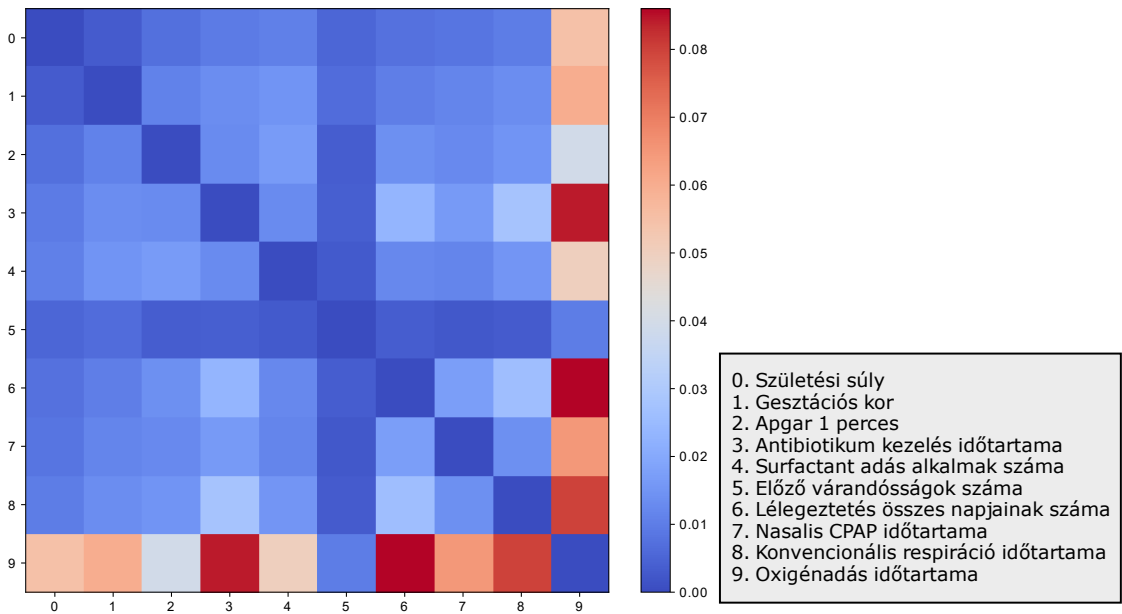 0
1
2
3
4
5
6
7
8
9
0 1 2 3 4 5 6 7 8 9
0.08
0.07
0.06
0.05
0.04
0.03
0.02
0.01
0.00
0. Születési súly
1. Gesztációs kor
2. Apgar 1 perces
3. Antibiotikum kezelés időtartama
4. Surfactant adás alkalmak száma
5. Előző várandósságok száma
6. Lélegeztetés összes napjainak száma
7. Nasalis CPAP időtartama
8. Konvencionális respiráció időtartama
9. Oxigénadás időtartama